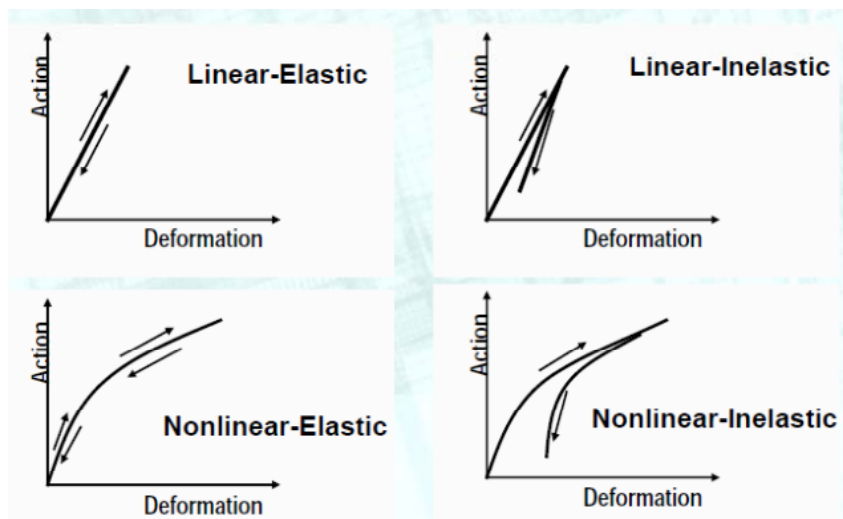 Linear-Elastic
Action
Deformation
Linear-Inelastic
Action
Deformation
Nonlinear-Elastic
Action
Deformation
Nonlinear-Inelastic
Action
Deformation